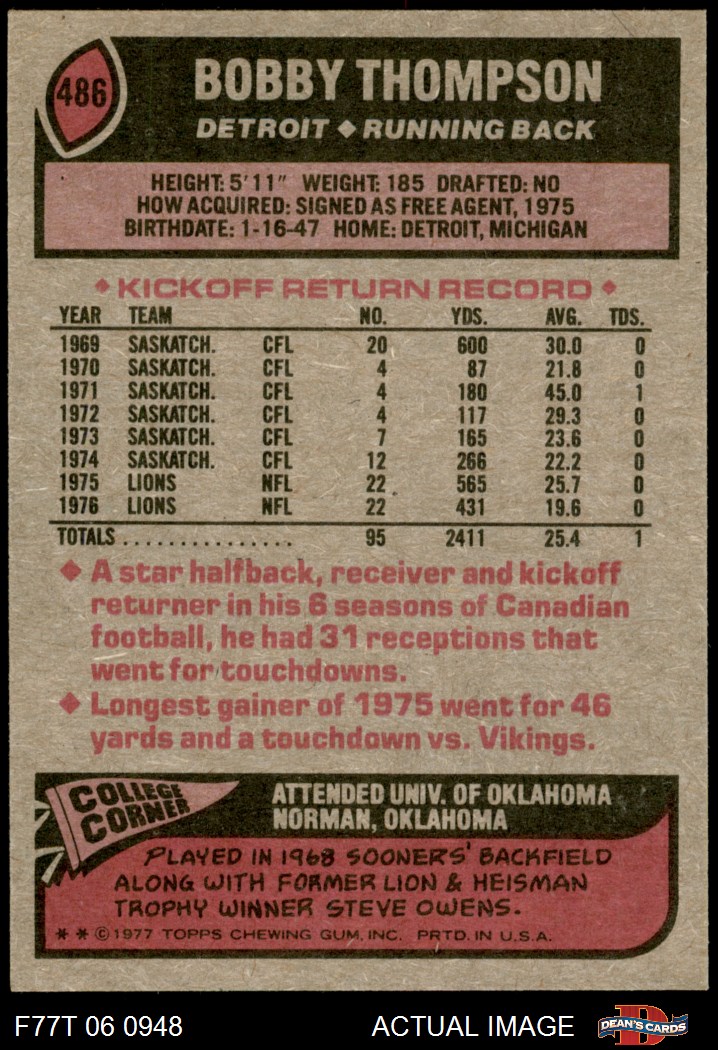 486
BOBBY THOMPSON
DETROIT ◆ RUNNING BACK
HEIGHT: 5'11" WEIGHT: 185 DRAFTED: NO
HOW ACQUIRED: SIGNED AS FREE AGENT, 1975
BIRTHDATE: 1-16-47 HOME: DETROIT, MICHIGAN
◆ KICKOFF RETURN RECORD ◆
YEAR TEAM NO. YDS. AVG. TDS.
1969 SASKATCH. CFL 20 600 30.0 0
1970 SASKATCH. CFL 4 87 21.8 0
1971 SASKATCH. CFL 4 180 45.0 1
1972 SASKATCH. CFL 4 117 29.3 0
1973 SASKATCH. CFL 7 165 23.6 0
1974 SASKATCH. CFL 12 266 22.2 0
1975 LIONS NFL 22 565 25.7 0
1976 LIONS NFL 22 431 19.6 0
TOTALS ............... 95 2411 25.4 1
◆ A star halfback, receiver and kickoff
returner in his 6 seasons of Canadian
football, he had 31 receptions that
went for touchdowns.
◆ Longest gainer of 1975 went for 46
yards and a touchdown vs. Vikings.
COLLEGE
CORNER
ATTENDED UNIV. OF OKLAHOMA
NORMAN, OKLAHOMA
PLAYED IN 1968 SOONERS' BACKFIELD
ALONG WITH FORMER LION & HEISMAN
TROPHY WINNER STEVE OWENS.
* * © 1977 TOPPS CHEWING GUM, INC. PRTD. IN U.S.A.
F77T 06 0948 ACTUAL IMAGE D DEAN'S CARDS